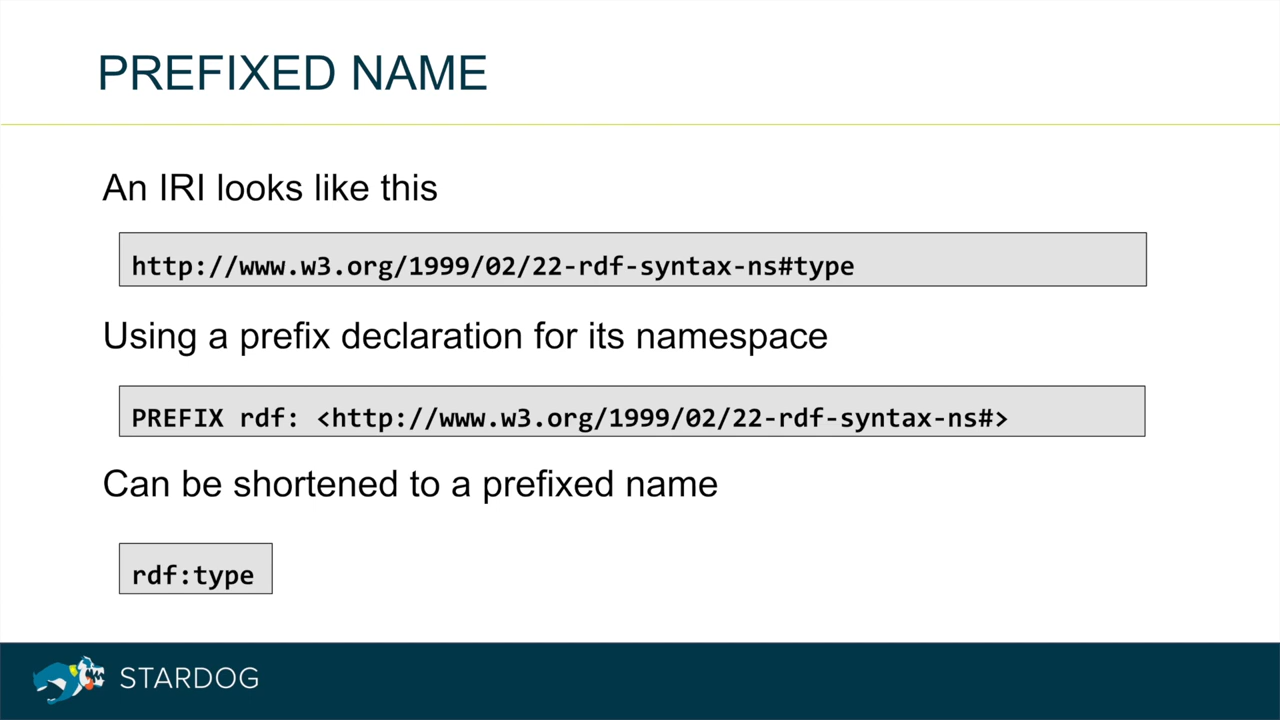 PREFIXED NAME
An IRI looks like this
http://www.w3.org/1999/02/22-rdf-syntax-ns#type
Using a prefix declaration for its namespace
PREFIX rdf: <http://www.w3.org/1999/02/22-rdf-syntax-ns#>
Can be shortened to a prefixed name
rdf:type
STARDOG